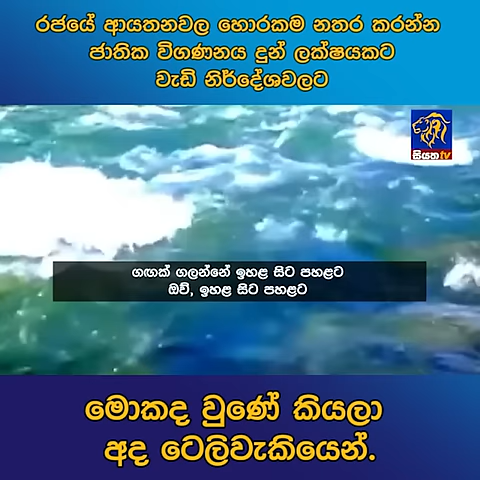 රජයේ ආයතනවල හොරකම නතර කරන්න
ජාතික විගණනය දුන් ලක්ෂයකට
වැඩි නිර්දේශවලට
සියත tv
ගඟක් ගලන්නේ ඉහළ සිට පහළට
ඔව්, ඉහළ සිට පහළට
මොකද වුණේ කියලා
අද ටෙලිවැකියෙන්.